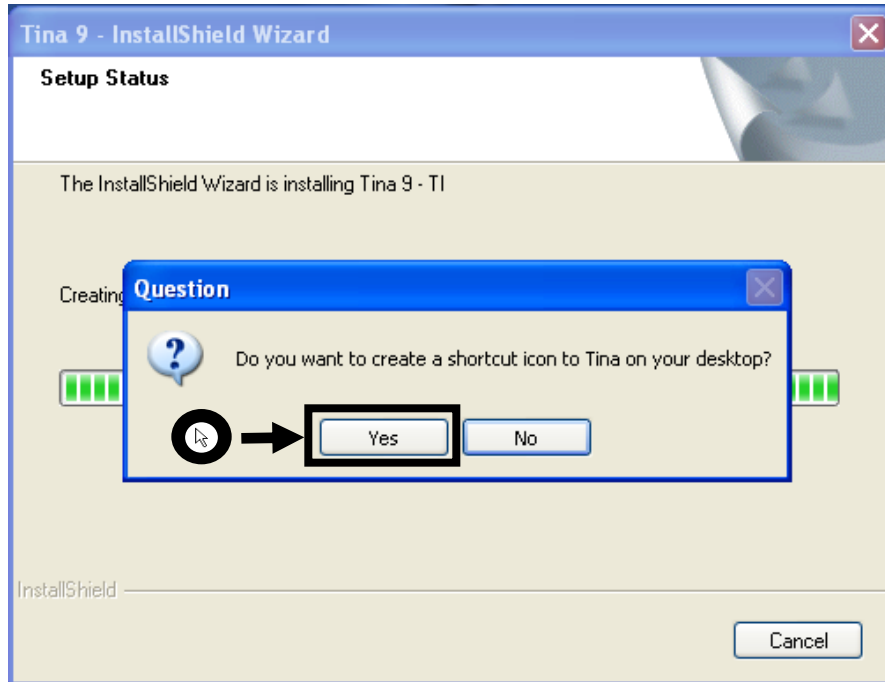 Tina 9 - InstallShield Wizard
Setup Status
The InstallShield Wizard is installing Tina 9 - TI
Creating
Question
Do you want to create a shortcut icon to Tina on your desktop?
Yes No
InstallShield
Cancel